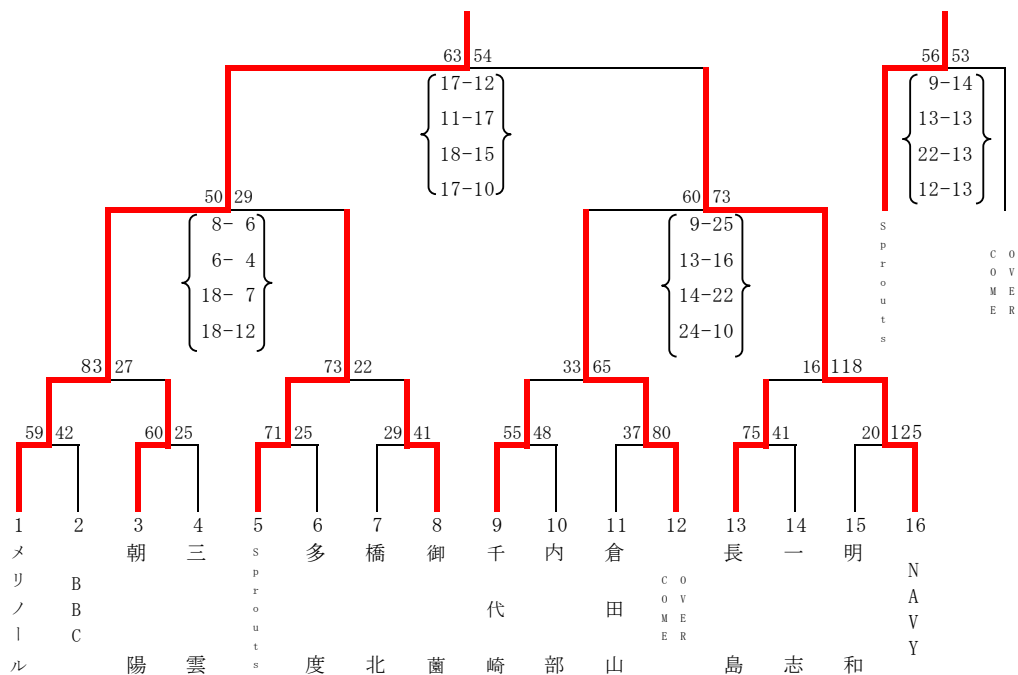 63 54
17-12
11-17
18-15
17-10
56 53
9-14
13-13
22-13
12-13
Sprouts
COME OVER
50 29
8- 6
6- 4
18- 7
18-12
60 73
9-25
13-16
14-22
24-10
83 27
73 22
33 65
16 118
59 42
60 25
71 25
29 41
55 48
37 80
75 41
20 125
1 2 3 4 5 6 7 8 9 10 11 12 13 14 15 16
メリノール
BBC
朝陽
三雲
Sprouts
多度
橋北
御薗
千代崎
内部
倉田山
COME OVER
長島
一志
明和
NAVY